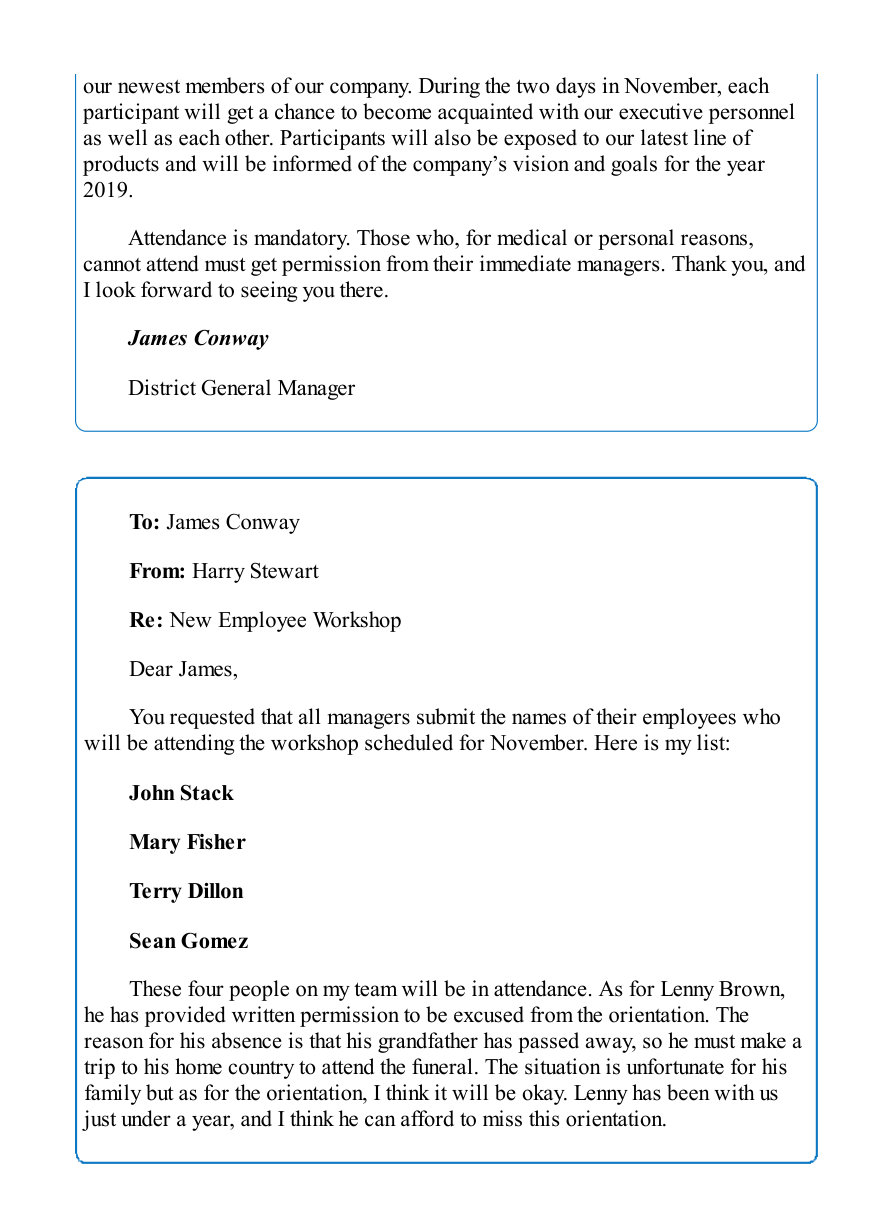 our newest members of our company. During the two days in November, each
participant will get a chance to become acquainted with our executive personnel
as well as each other. Participants will also be exposed to our latest line of
products and will be informed of the company’s vision and goals for the year
2019.
Attendance is mandatory. Those who, for medical or personal reasons,
cannot attend must get permission from their immediate managers. Thank you, and
I look forward to seeing you there.
James Conway
District General Manager
To: James Conway
From: Harry Stewart
Re: New Employee Workshop
Dear James,
You requested that all managers submit the names of their employees who
will be attending the workshop scheduled for November. Here is my list:
John Stack
Mary Fisher
Terry Dillon
Sean Gomez
These four people on my team will be in attendance. As for Lenny Brown,
he has provided written permission to be excused from the orientation. The
reason for his absence is that his grandfather has passed away, so he must make a
trip to his home country to attend the funeral. The situation is unfortunate for his
family but as for the orientation, I think it will be okay. Lenny has been with us
just under a year, and I think he can afford to miss this orientation.